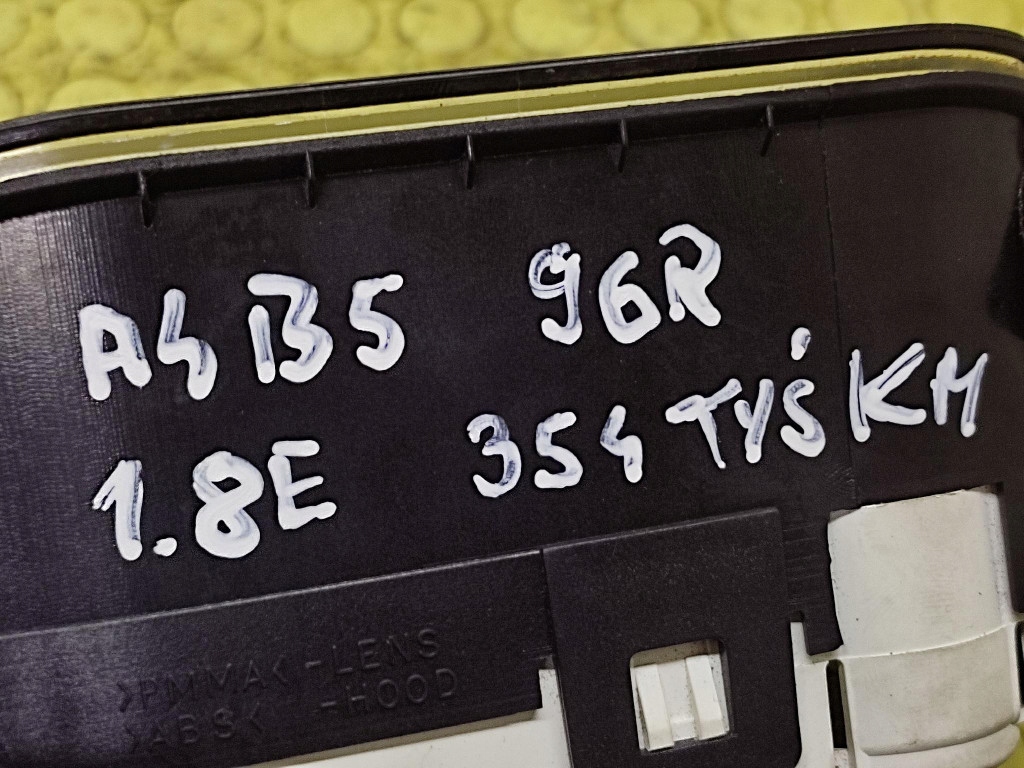 A4 B5 96R
1.8E 354 TYŚ KM
>PMMA< -LENS
>ABS< -HOOD